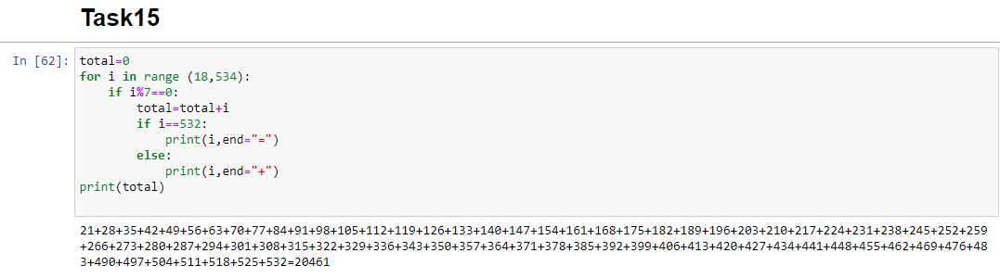 Task15
In [62]:
total=0
for i in range (18,534):
    if i%7==0:
        total=total+i
        if i==532:
            print(i,end="=")
        else:
            print(i,end="+")
print(total)
21+28+35+42+49+56+63+70+77+84+91+98+105+112+119+126+133+140+147+154+161+168+175+182+189+196+203+210+217+224+231+238+245+252+259
+266+273+280+287+294+301+308+315+322+329+336+343+350+357+364+371+378+385+392+399+406+413+420+427+434+441+448+455+462+469+476+48
3+490+497+504+511+518+525+532=20461